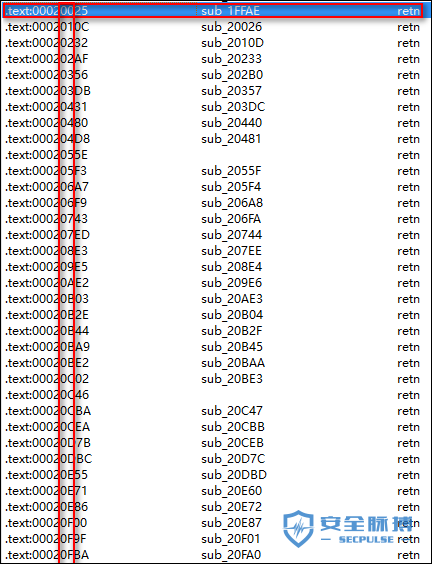 .text:00020025 sub_1FFAE retn
.text:0002010C sub_20026 retn
.text:00020232 sub_2010D retn
.text:000202AF sub_20233 retn
.text:00020356 sub_202B0 retn
.text:000203DB sub_20357 retn
.text:00020431 sub_203DC retn
.text:00020480 sub_20440 retn
.text:000204D8 sub_20481 retn
.text:0002055E retn
.text:000205F3 sub_2055F retn
.text:000206A7 sub_205F4 retn
.text:000206F9 sub_206A8 retn
.text:00020743 sub_206FA retn
.text:000207ED sub_20744 retn
.text:000208E3 sub_207EE retn
.text:000209E5 sub_208E4 retn
.text:00020AE2 sub_209E6 retn
.text:00020B03 sub_20AE3 retn
.text:00020B2E sub_20B04 retn
.text:00020B44 sub_20B2F retn
.text:00020BA9 sub_20B45 retn
.text:00020BE2 sub_20BAA retn
.text:00020C02 sub_20BE3 retn
.text:00020C46 retn
.text:00020CBA sub_20C47 retn
.text:00020CEA sub_20CBB retn
.text:00020D7B sub_20CEB retn
.text:00020DBC sub_20D7C retn
.text:00020E55 sub_20DBD retn
.text:00020E71 sub_20E60 retn
.text:00020E86 sub_20E72 retn
.text:00020F00 sub_20E87 retn
.text:00020F9F sub_20F01 retn
.text:00020FBA sub_20FA0 retn
安全脉搏
SECPULSE